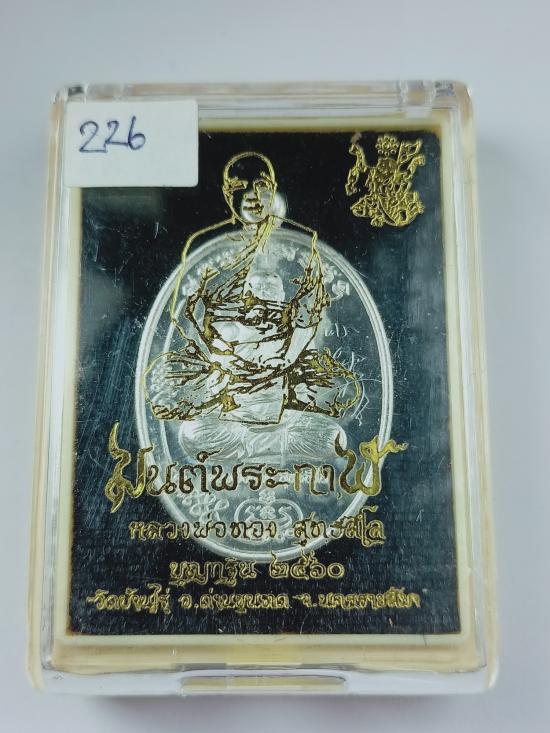 226
มนต์พระกาฬ
หลวงพ่อทอง สุทธสีโล
บุญกฐิน ๒๕๖๐
วัดบ้านไร่ อ.ด่านขุนทด จ.นครราชสีมา